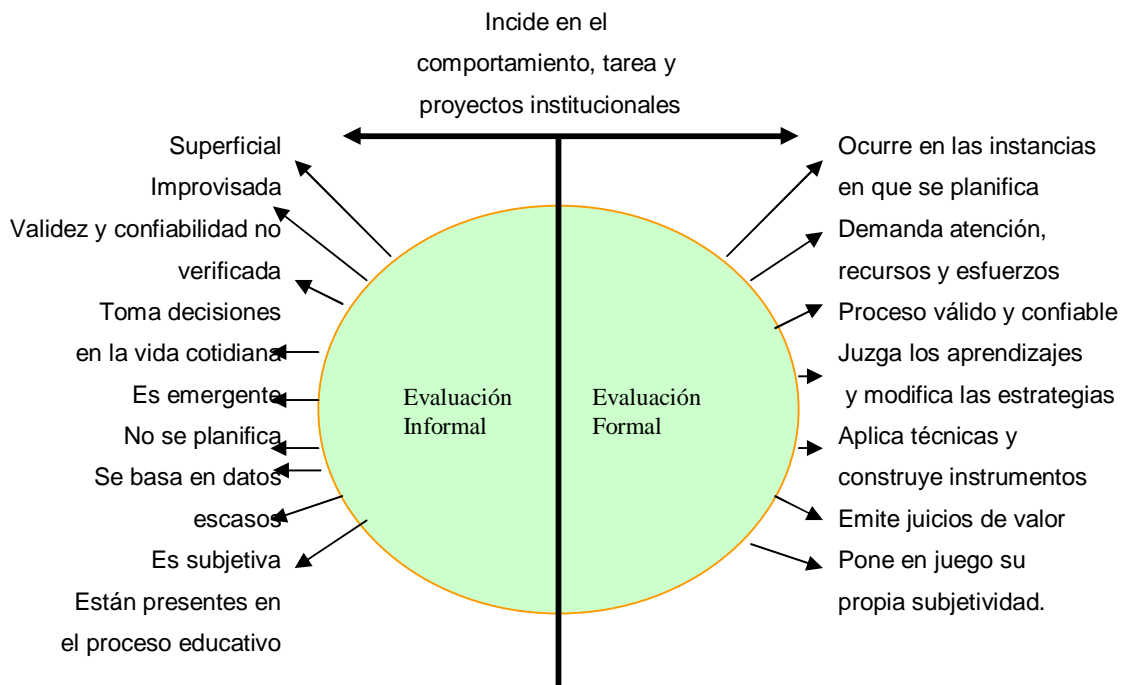 Incide en el
comportamiento, tarea y
proyectos institucionales
Superficial
Improvisada
Validez y confiabilidad no
verificada
Toma decisiones
en la vida cotidiana
Es emergente
No se planifica
Se basa en datos
escasos
Es subjetiva
Están presentes en
el proceso educativo
Evaluación
Informal
Evaluación
Formal
Ocurre en las instancias
en que se planifica
Demanda atención,
recursos y esfuerzos
Proceso válido y confiable
Juzga los aprendizajes
y modifica las estrategias
Aplica técnicas y
construye instrumentos
Emite juicios de valor
Pone en juego su
propia subjetividad.